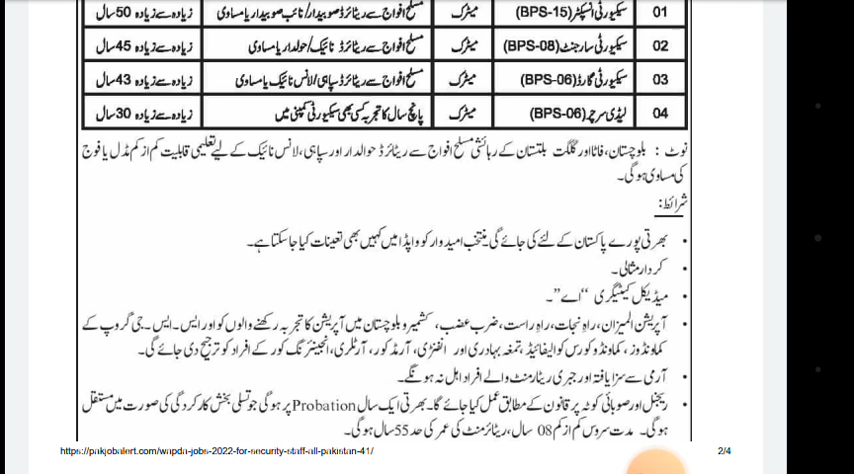 01 سیکیورٹی انسپکٹر (BPS-15) میٹرک مسلح افواج سے ریٹائرڈ صوبیدار/نائب صوبیدار یا مساوی زیادہ سے زیادہ 50 سال
02 سیکیورٹی سارجنٹ (BPS-08) میٹرک مسلح افواج سے ریٹائرڈ نائیک/حوالدار یا مساوی زیادہ سے زیادہ 45 سال
03 سیکیورٹی گارڈ (BPS-06) میٹرک مسلح افواج سے ریٹائرڈ سپاہی/لانس نائیک یا مساوی زیادہ سے زیادہ 43 سال
04 لیڈی سرچر (BPS-06) میٹرک پانچ سال کا تجربہ کسی بھی سیکیورٹی کمپنی میں زیادہ سے زیادہ 30 سال
نوٹ : بلوچستان، فاٹا اور گلگت بلتستان کے رہائشی مسلح افواج سے ریٹائرڈ حوالدار اور سپاہی، لانس نائیک کے لیے تعلیمی قابلیت کم از کم مڈل یا فوج
کی مساوی ہوگی۔
شرائط:
• بھرتی پورے پاکستان کے لئے کی جائے گی۔ منتخب امیدوار کو واپڈا میں کہیں بھی تعینات کیا جا سکتا ہے۔
• کردار مثالی۔
• میڈیکل کیٹیگری “اے”۔
• آپریشن المیزان، راہ نجات، راہ راست، ضرب عضب، کشمیر و بلوچستان میں آپریشن کا تجربہ رکھنے والوں کو اور ایس۔ایس۔جی گروپ کے
کمانڈوز، کمانڈو کورس کوالیفائیڈ، تمغہ بہادری اور انفنٹری، آرمڈ کور، آرٹلری، انجینئرنگ کور کے افراد کو ترجیح دی جائے گی۔
• آرمی سے سزا یافتہ اور جبری ریٹائرمنٹ والے افراد اہل نہ ہونگے۔
• ریجنل اور صوبائی کوٹہ پر قانون کے مطابق عمل کیا جائے گا۔ بھرتی ایک سال Probation پر ہوگی جو تسلی بخش کارکردگی کی صورت میں مستقل
ہوگی۔ مدت سروس کم از کم 08 سال، ریٹائرمنٹ کی عمر کی حد 55 سال ہوگی۔
https://pakjobalert.com/wapda-jobs-2022-for-security-staff-all-pakistan-41/ 2/4